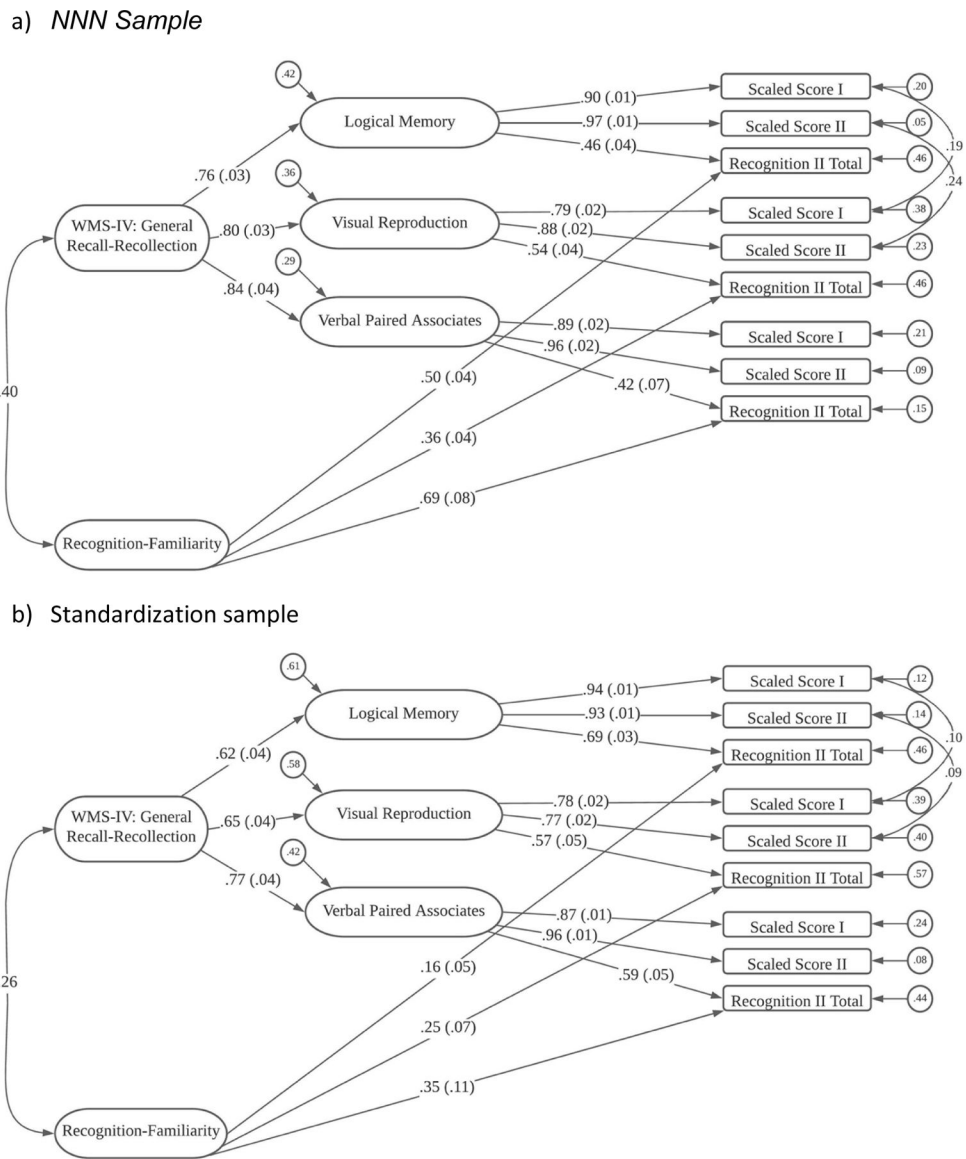 a) NNN Sample
.42
Logical Memory
.90 (.01)
Scaled Score I
.20
.97 (.01)
Scaled Score II
.05
.46 (.04)
Recognition II Total
.46
.19
.24
.76 (.03)
.36
WMS-IV: General
Recall-Recollection
.80 (.03)
Visual Reproduction
.79 (.02)
Scaled Score I
.38
.88 (.02)
Scaled Score II
.23
.54 (.04)
Recognition II Total
.46
.29
.84 (.04)
Verbal Paired Associates
.89 (.02)
Scaled Score I
.21
.96 (.02)
Scaled Score II
.09
.42 (.07)
Recognition II Total
.15
.40
.50 (.04)
.36 (.04)
.69 (.08)
Recognition-Familiarity
b) Standardization sample
.61
Logical Memory
.94 (.01)
Scaled Score I
.12
.93 (.01)
Scaled Score II
.14
.69 (.03)
Recognition II Total
.46
.10
.09
.62 (.04)
.58
WMS-IV: General
Recall-Recollection
.65 (.04)
Visual Reproduction
.78 (.02)
Scaled Score I
.39
.77 (.02)
Scaled Score II
.40
.57 (.05)
Recognition II Total
.57
.42
.77 (.04)
Verbal Paired Associates
.87 (.01)
Scaled Score I
.24
.96 (.01)
Scaled Score II
.08
.59 (.05)
Recognition II Total
.44
.26
.16 (.05)
.25 (.07)
.35 (.11)
Recognition-Familiarity